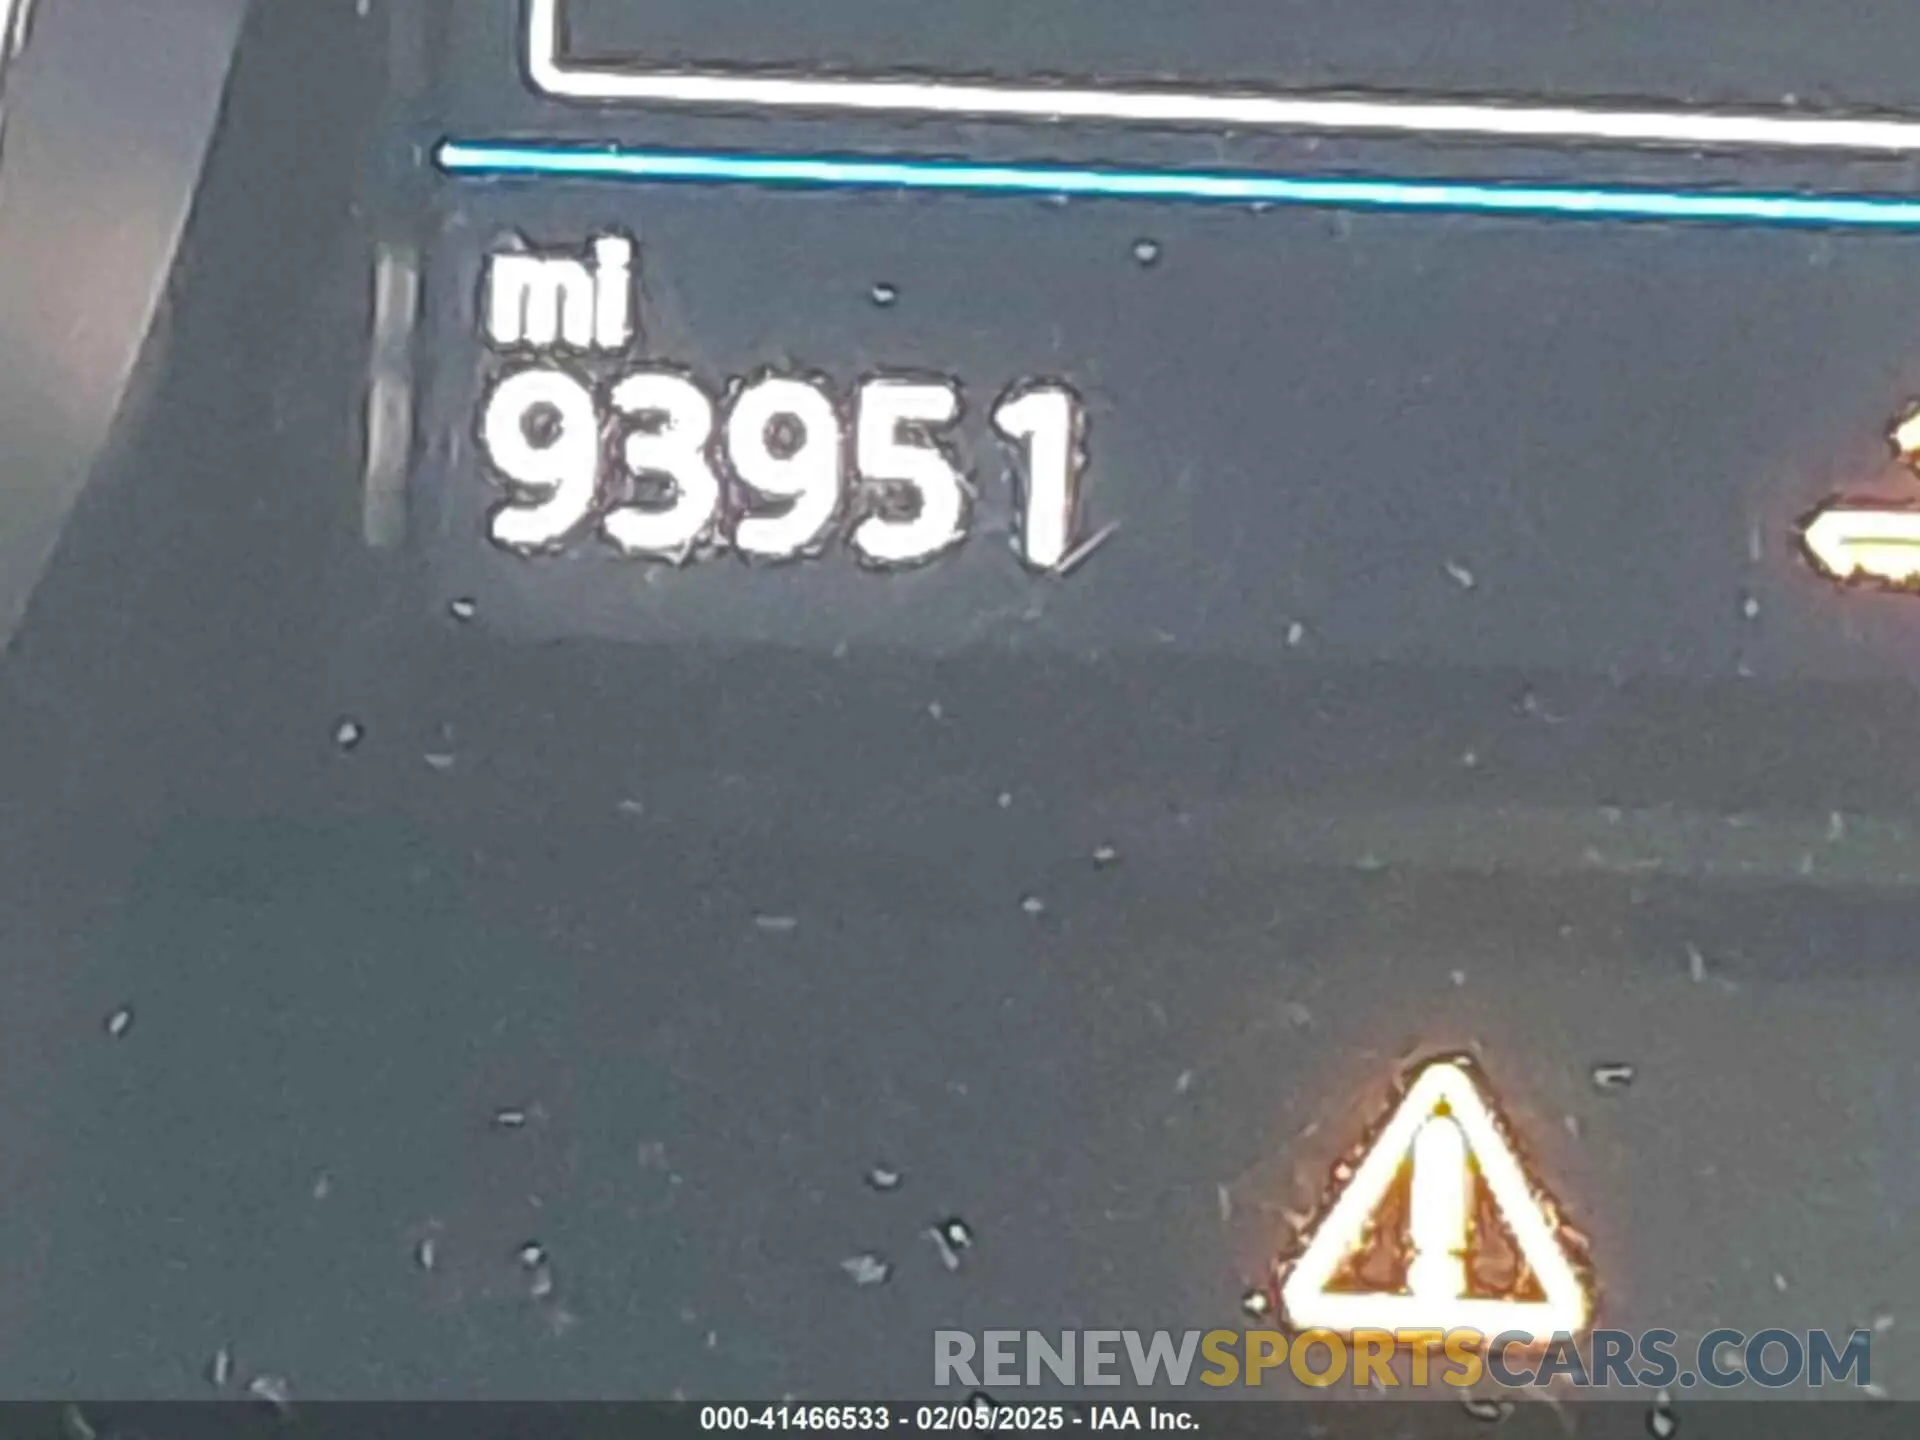 mi
93951
RENEWSPORTSCARS.COM
000-41466533 - 02/05/2025 - IAA Inc.